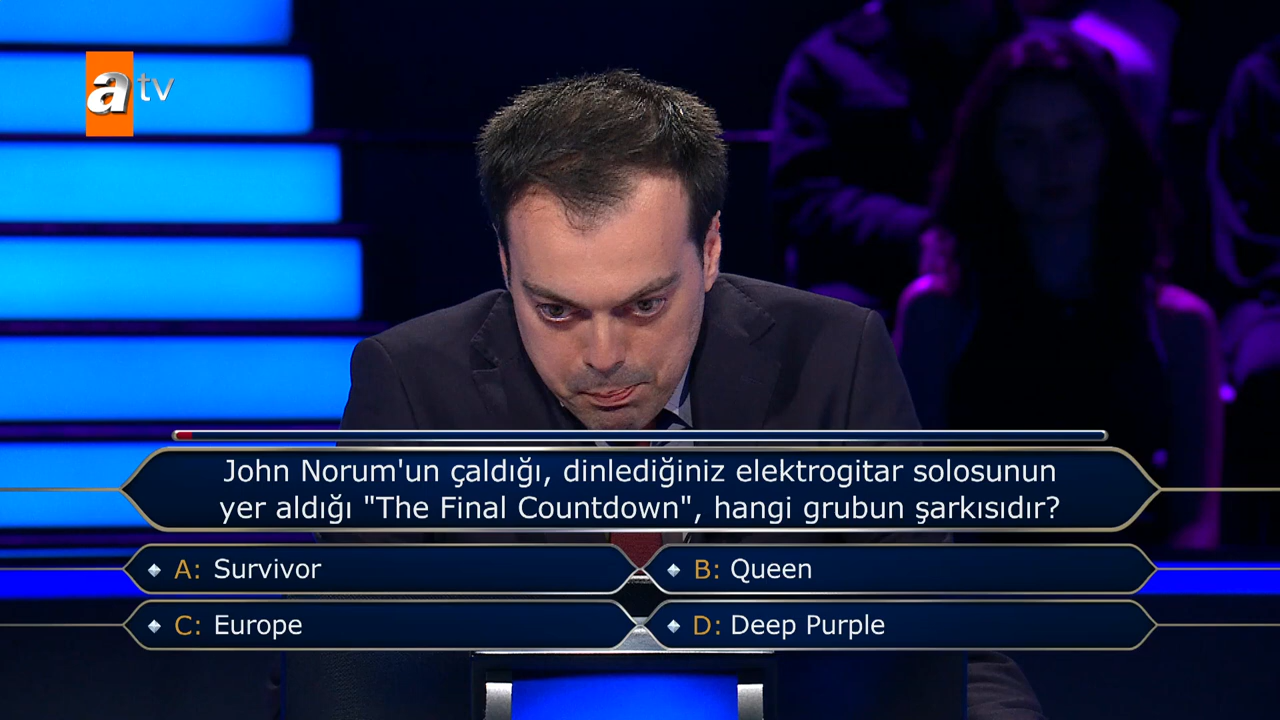 atv
John Norum'un çaldığı, dinlediğiniz elektrogitar solosunun
yer aldığı "The Final Countdown", hangi grubun şarkısıdır?
A: Survivor
B: Queen
C: Europe
D: Deep Purple